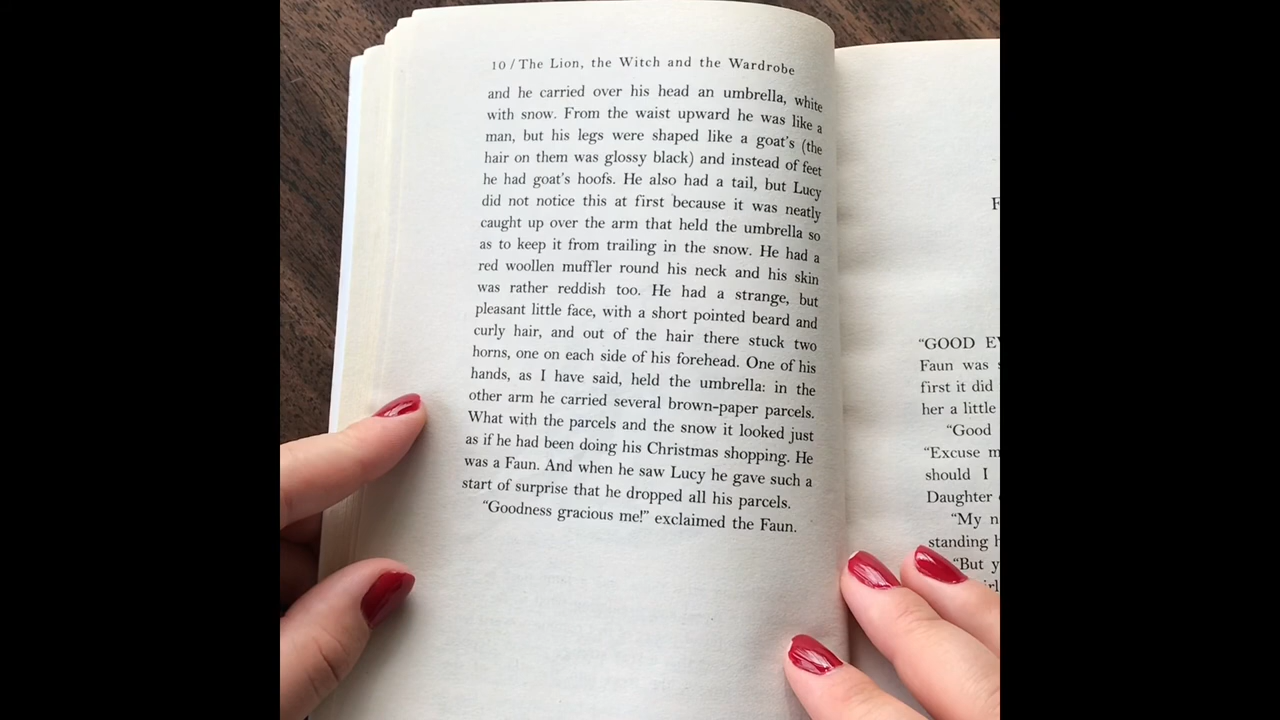 10 / The Lion, the Witch and the Wardrobe
and he carried over his head an umbrella, white
with snow. From the waist upward he was like a
man, but his legs were shaped like a goat's (the
hair on them was glossy black) and instead of feet
he had goat's hoofs. He also had a tail, but Lucy
did not notice this at first because it was neatly
caught up over the arm that held the umbrella so
as to keep it from trailing in the snow. He had a
red woollen muffler round his neck and his skin
was rather reddish too. He had a strange, but
pleasant little face, with a short pointed beard and
curly hair, and out of the hair there stuck two
horns, one on each side of his forehead. One of his
hands, as I have said, held the umbrella: in the
other arm he carried several brown-paper parcels.
What with the parcels and the snow it looked just
as if he had been doing his Christmas shopping. He
was a Faun. And when he saw Lucy he gave such a
start of surprise that he dropped all his parcels.
"Goodness gracious me!" exclaimed the Faun.
"GOOD
Faun was
first it did
her a little
"Good
"Excuse
should I
Daughter
"My
standing
"But